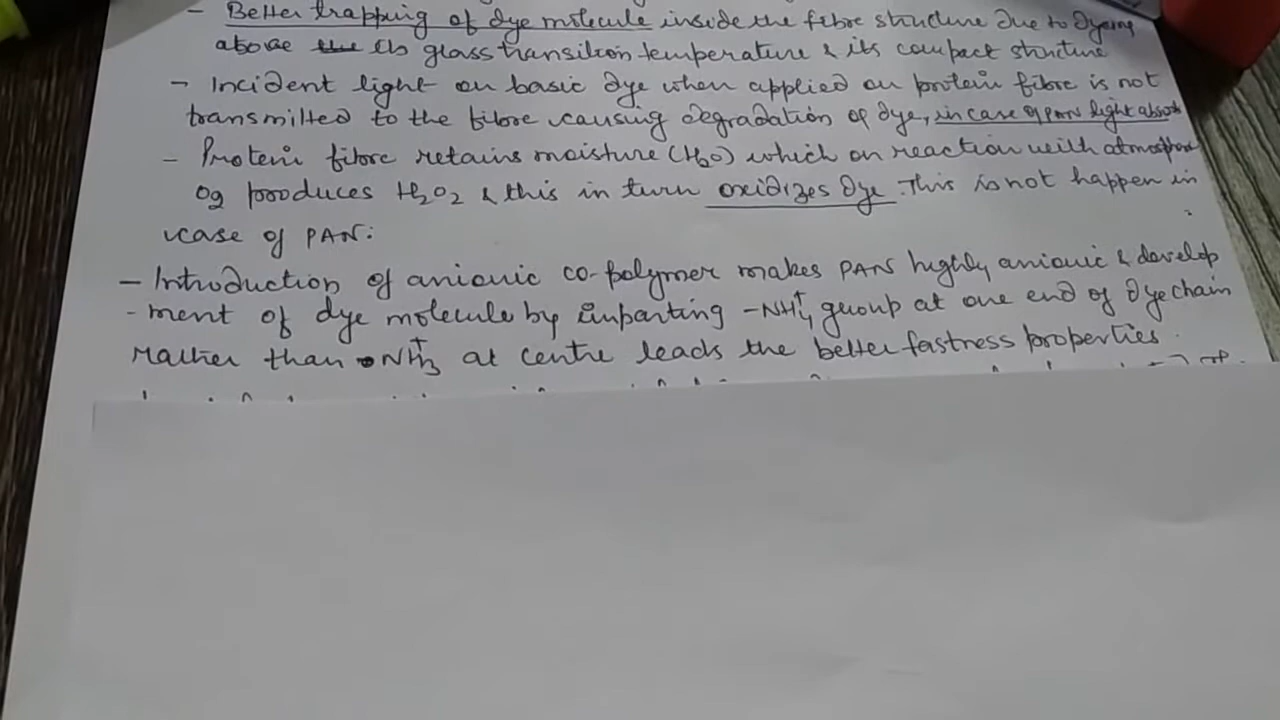 - Better trapping of dye molecule inside the fibre structure due to dyeing
above its glass transition temperature & its compact structure
- Incident light on basic dye when applied on protein fibre is not
transmitted to the fibre causing degradation of dye, in case of PAN light absorb
- Protein fibre retains moisture (H2O) which on reaction with atmosphere
O2 produces H2O2 & this in turn oxidizes dye. This is not happen in
case of PAN.
- Introduction of anionic co-polymer makes PAN highly anionic & develop
-ment of dye molecule by imparting -NH4+ group at one end of dye chain
rather than NH3+ at centre leads the better fastness properties.